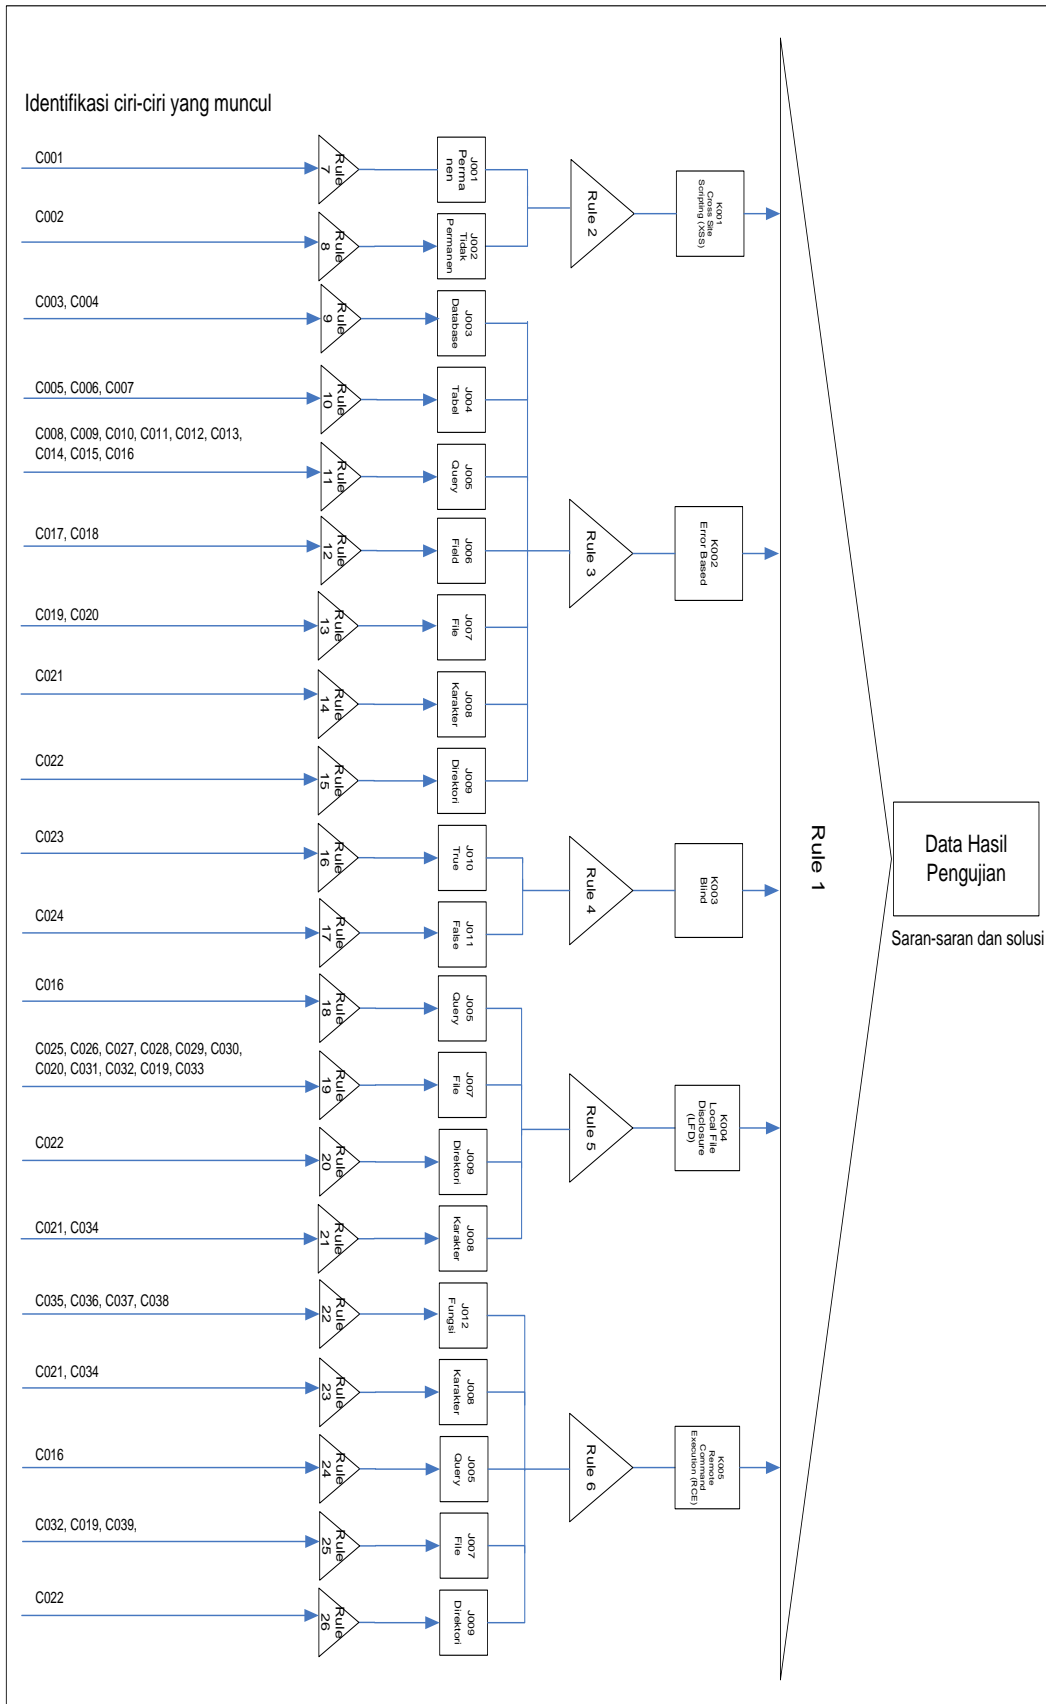 Identifikasi ciri-ciri yang muncul
C001
Rule
7
J001
Perma
nen
C002
Rule
8
J002
Tidak
Permanen
Rule 2
K001
Cross Site
Scripting (XSS)
C003, C004
Rule
9
J003
Database
C005, C006, C007
Rule
10
J004
Tabel
C008, C009, C010, C011, C012, C013,
C014, C015, C016
Rule
11
J005
Query
C017, C018
Rule
12
J006
Field
Rule 3
K002
Error Based
C019, C020
Rule
13
J007
File
C021
Rule
14
J008
Karakter
C022
Rule
15
J009
Direktori
C023
Rule
16
J010
True
C024
Rule
17
J011
False
Rule 4
K003
Blind
Rule 1
Data Hasil
Pengujian
Saran-saran dan solusi
C016
Rule
18
J005
Query
C025, C026, C027, C028, C029, C030,
C020, C031, C032, C019, C033
Rule
19
J007
File
Rule 5
K004
Local File
Disclosure
(LFD)
C022
Rule
20
J009
Direktori
C021, C034
Rule
21
J008
Karakter
C035, C036, C037, C038
Rule
22
J012
Fungsi
C021, C034
Rule
23
J008
Karakter
C016
Rule
24
J005
Query
Rule 6
K005
Remote
Command
Execution (RCE)
C032, C019, C039,
Rule
25
J007
File
C022
Rule
26
J009
Direktori